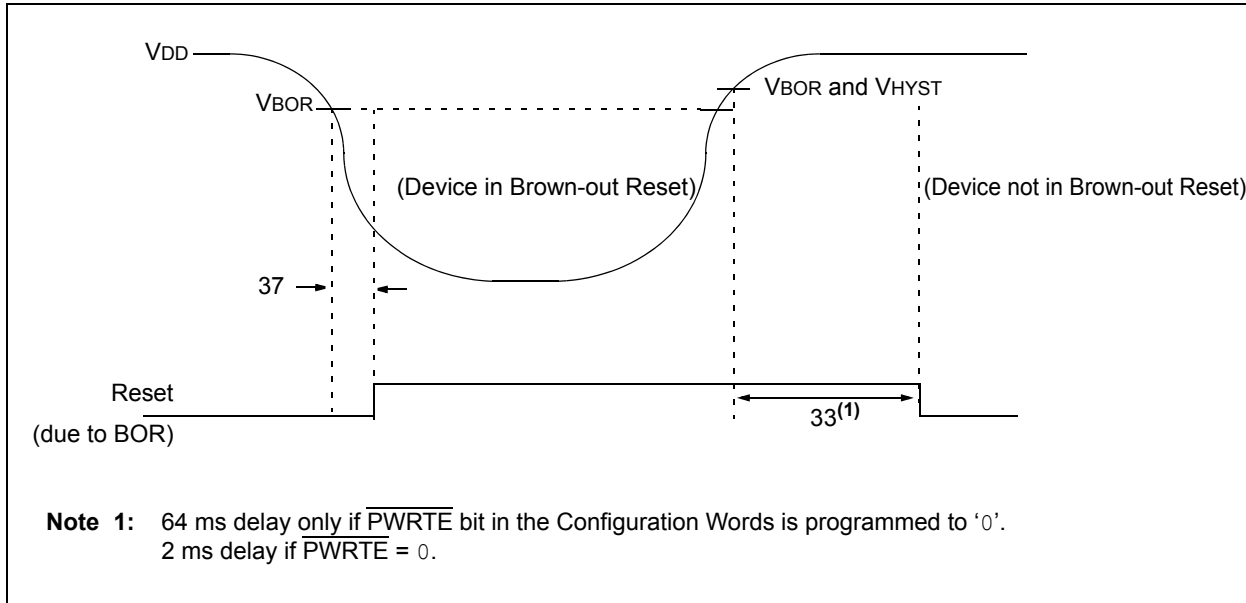 VDD
VBOR
VBOR and VHYST
(Device in Brown-out Reset)
(Device not in Brown-out Reset)
37
Reset
(due to BOR)
33(1)
Note 1: 64 ms delay only if PWRTE bit in the Configuration Words is programmed to ‘0’.
2 ms delay if PWRTE = 0.